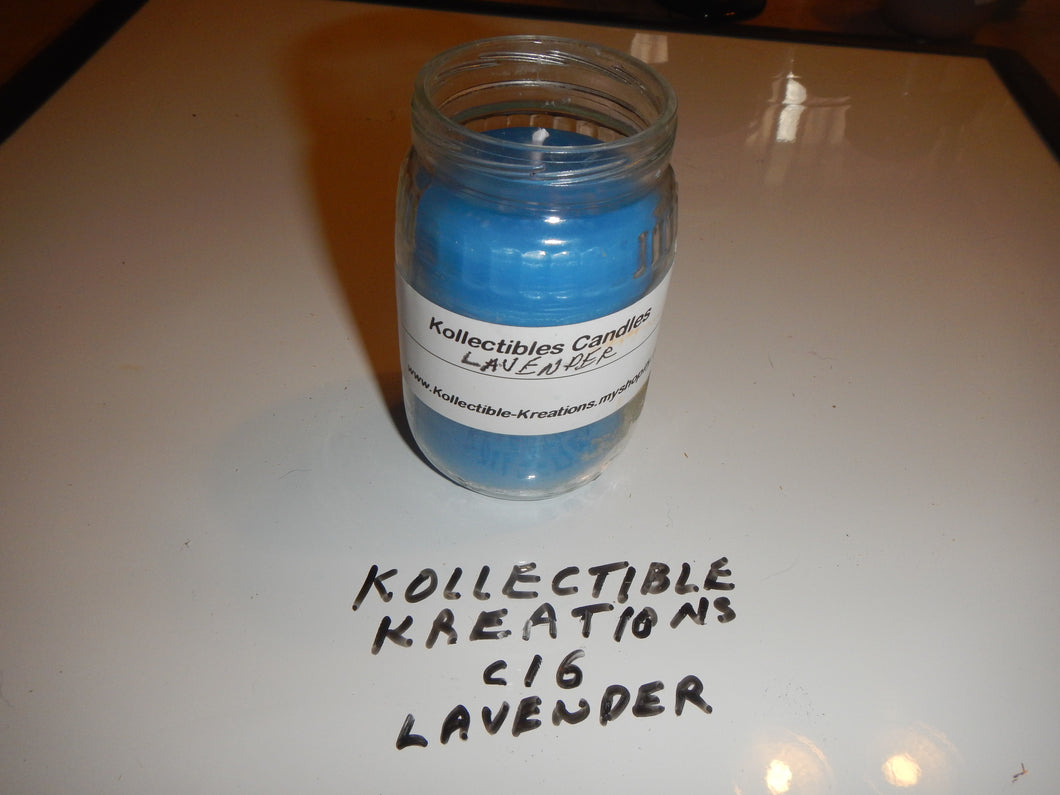 Kollectibles Candles
LAVENDER
www.Kollectible-Kreations.myshop
KOLLECTIBLE
KREATIONS
C16
LAVENDER